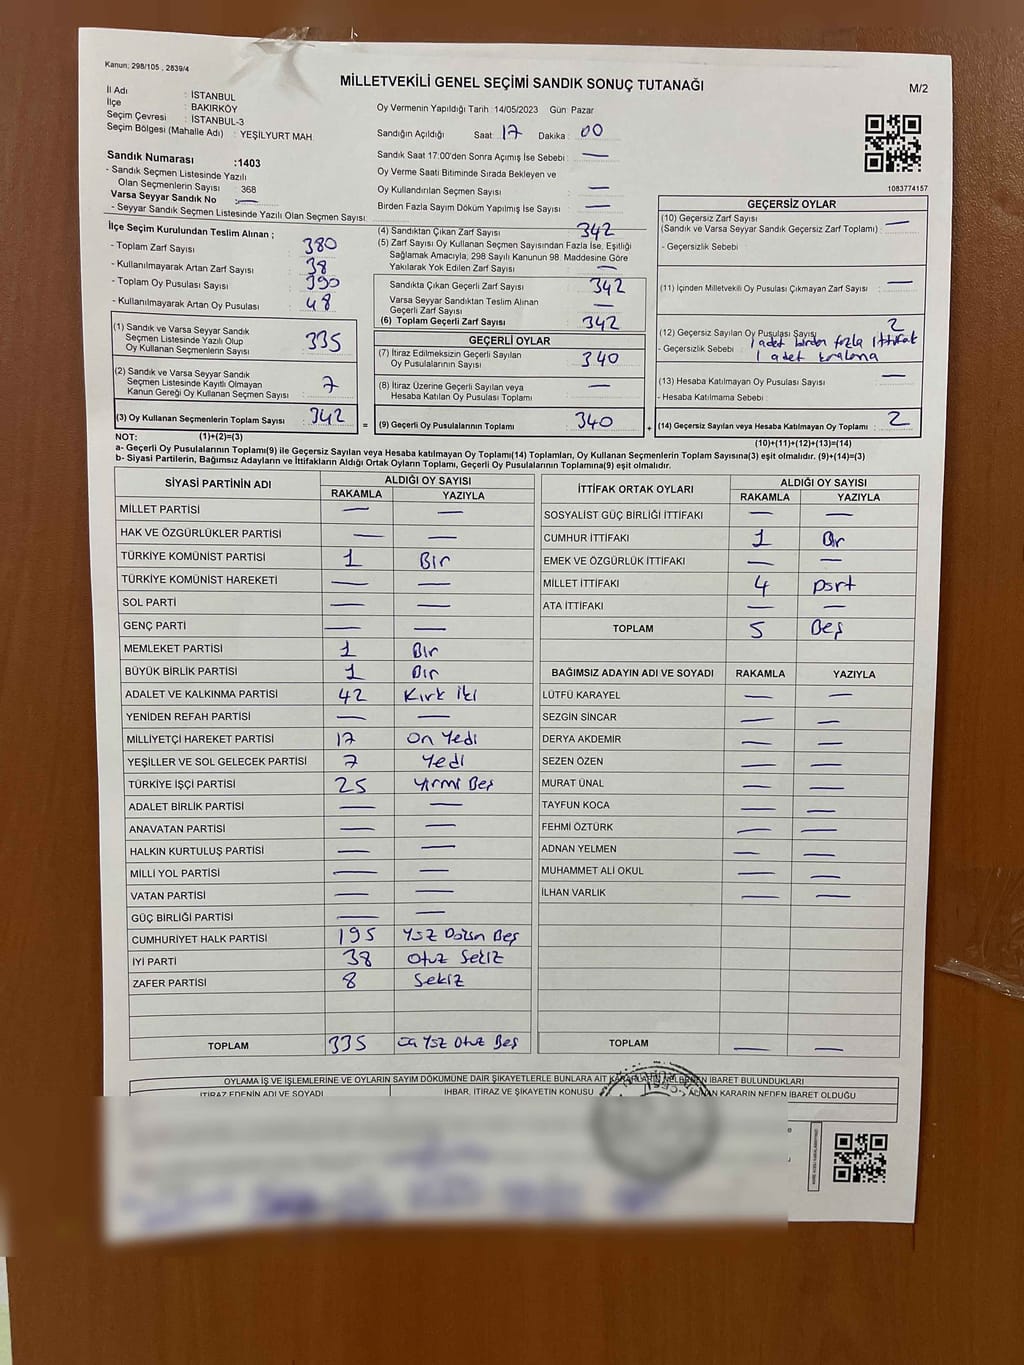 Kanun: 298/105 , 2839/4
MİLLETVEKİLİ GENEL SEÇİMİ SANDIK SONUÇ TUTANAĞI
M/2
İl Adı : İSTANBUL
İlçe : BAKIRKÖY
Seçim Çevresi : İSTANBUL-3
Seçim Bölgesi (Mahalle Adı) : YEŞİLYURT MAH
Sandık Numarası :1403
- Sandık Seçmen Listesinde Yazılı
Olan Seçmenlerin Sayısı : 368
Varsa Seyyar Sandık No : —
- Seyyar Sandık Seçmen Listesinde Yazılı Olan Seçmen Sayısı:
Oy Vermenin Yapıldığı Tarih :14/05/2023 Gün :Pazar
Sandığın Açıldığı Saat : 17 Dakika : 00
Sandık Saat 17:00'den Sonra Açımış İse Sebebi : —
Oy Verme Saati Bitiminde Sırada Bekleyen ve
Oy Kullandırılan Seçmen Sayısı : —
Birden Fazla Sayım Döküm Yapılmış İse Sayısı : —
1083774157
İlçe Seçim Kurulundan Teslim Alınan ;
- Toplam Zarf Sayısı : 380
- Kullanılmayarak Artan Zarf Sayısı : 38
- Toplam Oy Pusulası Sayısı : 390
- Kullanılmayarak Artan Oy Pusulası : 48
(1) Sandık ve Varsa Seyyar Sandık
Seçmen Listesinde Yazılı Olup
Oy Kullanan Seçmenlerin Sayısı : 335
(2) Sandık ve Varsa Seyyar Sandık
Seçmen Listesinde Kayıtlı Olmayan
Kanun Gereği Oy Kullanan Seçmen Sayısı : 7
(3) Oy Kullanan Seçmenlerin Toplam Sayısı : 342
(4) Sandıktan Çıkan Zarf Sayısı : 342
(5) Zarf Sayısı Oy Kullanan Seçmen Sayısından Fazla İse, Eşitliği
Sağlamak Amacıyla, 298 Sayılı Kanunun 98. Maddesine Göre
Yakılarak Yok Edilen Zarf Sayısı : —
Sandıkta Çıkan Geçerli Zarf Sayısı : 342
Varsa Seyyar Sandıktan Teslim Alınan
Geçerli Zarf Sayısı : —
(6) Toplam Geçerli Zarf Sayısı : 342
GEÇERLİ OYLAR
(7) İtiraz Edilmeksizin Geçerli Sayılan
Oy Pusulalarının Sayısı : 340
(8) İtiraz Üzerine Geçerli Sayılan veya
Hesaba Katılan Oy Pusulası Toplamı : —
= (9) Geçerli Oy Pusulalarının Toplamı : 340
GEÇERSİZ OYLAR
(10) Geçersiz Zarf Sayısı : —
(Sandık ve Varsa Seyyar Sandık Geçersiz Zarf Toplamı)
- Geçersizlik Sebebi :
(11) İçinden Milletvekili Oy Pusulası Çıkmayan Zarf Sayısı : —
(12) Geçersiz Sayılan Oy Pusulası Sayısı : 2
- Geçersizlik Sebebi : 1 adet birden fazla ittifak
1 adet karalama
(13) Hesaba Katılmayan Oy Pusulası Sayısı : —
- Hesaba Katılmama Sebebi :
+ (14) Geçersiz Sayılan veya Hesaba Katılmayan Oy Toplamı : 2
NOT: (1)+(2)=(3)
(10)+(11)+(12)+(13)=(14)
a- Geçerli Oy Pusulasının Toplamı(9) ile Geçersiz Sayılan veya Hesaba Katılmayan Oy Toplamı(14) Toplamları, Oy Kullanan Seçmenlerin Toplam Sayısına(3) eşit olmalıdır. (9)+(14)=(3)
b- Siyasi Partilerin, Bağımsız Adayların ve İttifakların Aldığı Ortak Oyların Toplamı, Geçerli Oy Pusulalarının Toplamına(9) eşit olmalıdır.
SİYASİ PARTİNİN ADI ALDIĞI OY SAYISI
RAKAMLA YAZIYLA
MİLLET PARTİSİ — —
HAK VE ÖZGÜRLÜKLER PARTİSİ — —
TÜRKİYE KOMÜNİST PARTİSİ 1 Bir
TÜRKİYE KOMÜNİST HAREKETİ — —
SOL PARTİ — —
GENÇ PARTİ — —
MEMLEKET PARTİSİ 1 Bir
BÜYÜK BİRLİK PARTİSİ 1 Bir
ADALET VE KALKINMA PARTİSİ 42 Kırk iki
YENİDEN REFAH PARTİSİ — —
MİLLİYETÇİ HAREKET PARTİSİ 17 On Yedi
YEŞİLLER VE SOL GELECEK PARTİSİ 7 Yedi
TÜRKİYE İŞÇİ PARTİSİ 25 Yirmi Beş
ADALET BİRLİK PARTİSİ — —
ANAVATAN PARTİSİ — —
HALKIN KURTULUŞ PARTİSİ — —
MİLLİ YOL PARTİSİ — —
VATAN PARTİSİ — —
GÜÇ BİRLİĞİ PARTİSİ — —
CUMHURİYET HALK PARTİSİ 195 Yüz Doksan Beş
İYİ PARTİ 38 Otuz Sekiz
ZAFER PARTİSİ 8 Sekiz
TOPLAM 335 Üç Yüz Otuz Beş
İTTİFAK ORTAK OYLARI ALDIĞI OY SAYISI
RAKAMLA YAZIYLA
SOSYALİST GÜÇ BİRLİĞİ İTTİFAKI — —
CUMHUR İTTİFAKI 1 Bir
EMEK VE ÖZGÜRLÜK İTTİFAKI — —
MİLLET İTTİFAKI 4 Dört
ATA İTTİFAKI — —
TOPLAM 5 Beş
BAĞIMSIZ ADAYIN ADI VE SOYADI RAKAMLA YAZIYLA
LÜTFÜ KARAYEL — —
SEZGİN SİNCAR — —
DERYA AKDEMİR — —
SEZEN ÖZEN — —
MURAT ÜNAL — —
TAYFUN KOCA — —
FEHMİ ÖZTÜRK — —
ADNAN YELMEN — —
MUHAMMET ALİ OKUL — —
İLHAN VARLIK — —
TOPLAM — —
OYLAMA İŞ VE İŞLEMLERİNE VE OYLARIN SAYIM DÖKÜMÜNE DAİR ŞİKAYETLERLE BUNLARA AİT KARARLARIN NELERDEN İBARET BULUNDUKLARI
İTİRAZ EDENİN ADI VE SOYADI İHBAR, İTİRAZ VE ŞİKAYETİN KONUSU ALINAN KARARIN NEDEN İBARET OLDUĞU